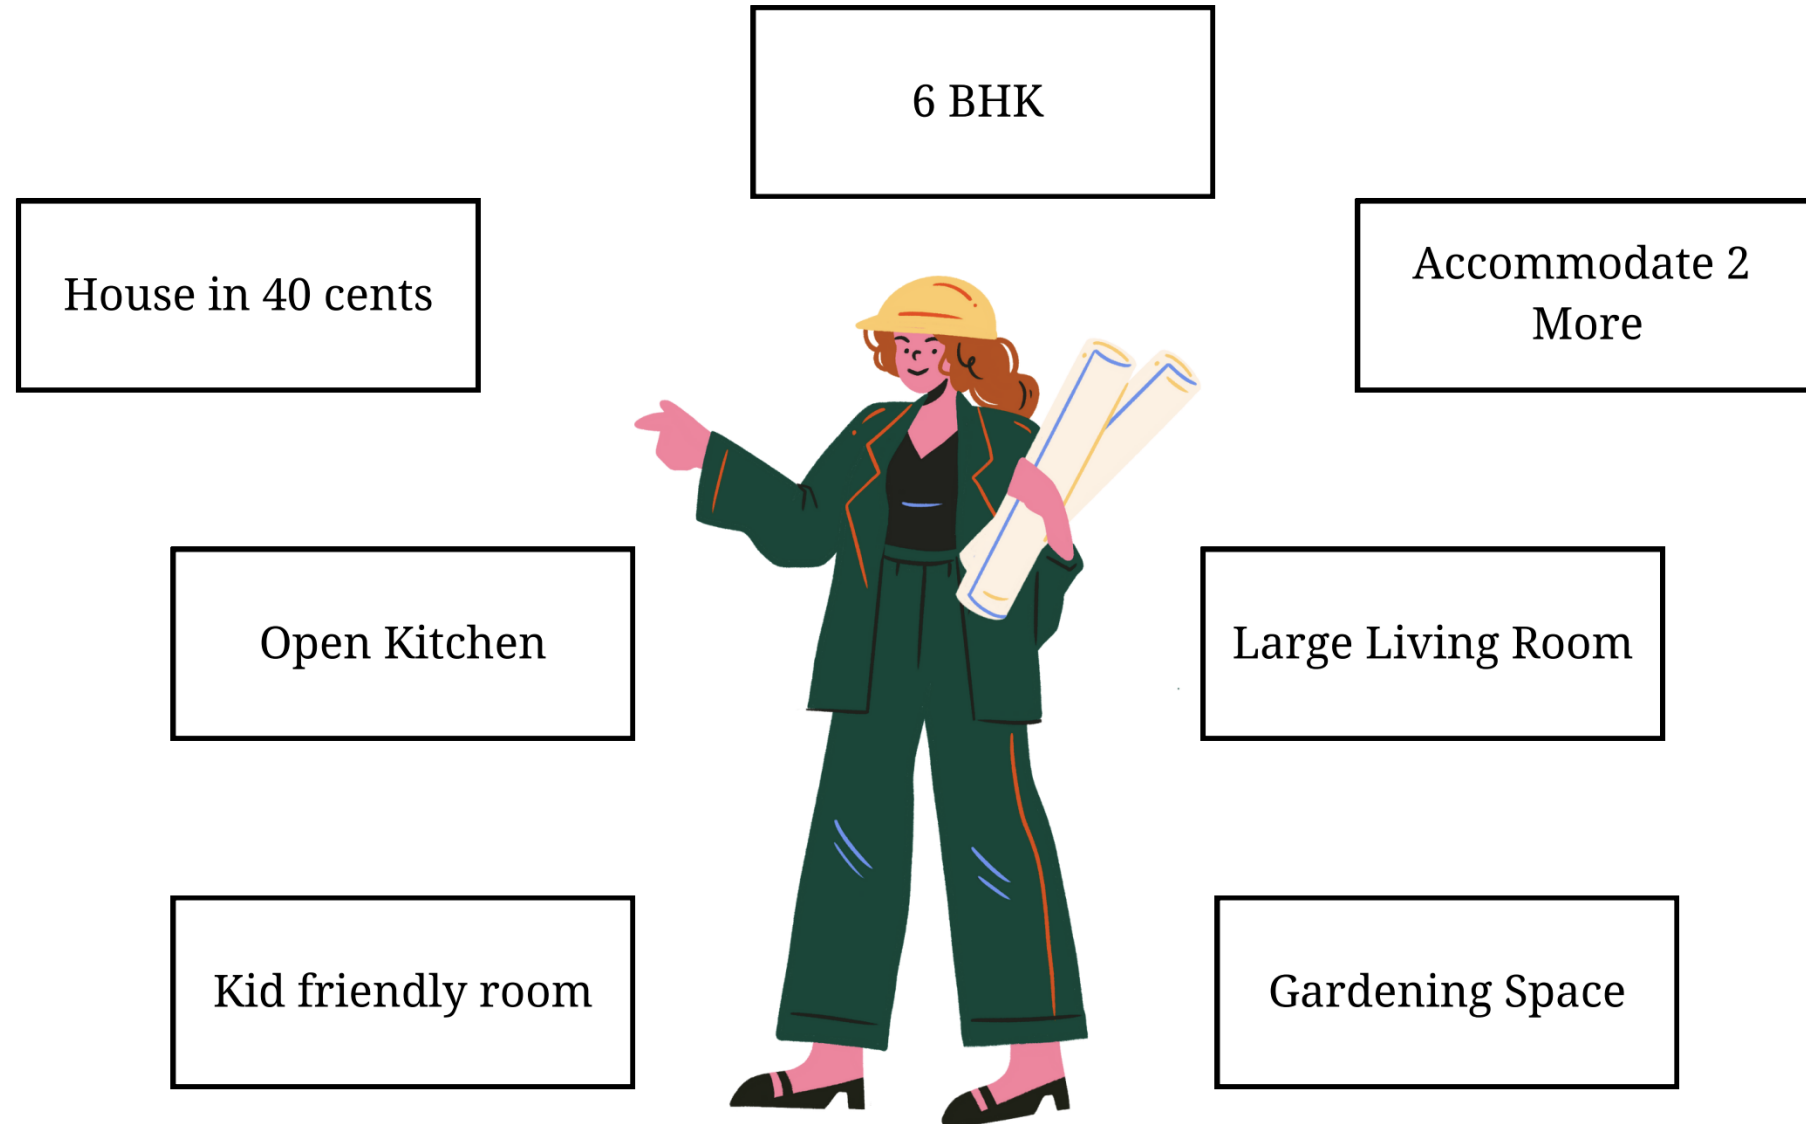 6 BHK
House in 40 cents
Accommodate 2
More
Open Kitchen
Large Living Room
Kid friendly room
Gardening Space